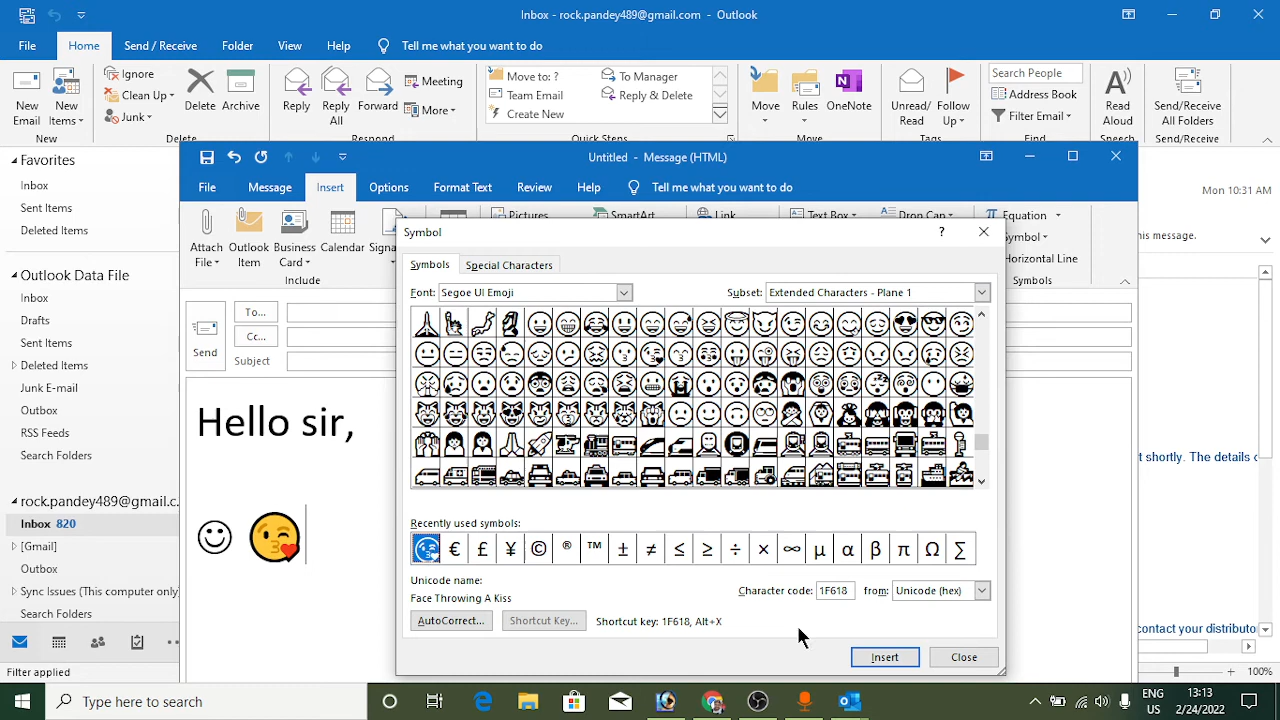 Inbox - rock.pandey489@gmail.com - Outlook
File Home Send / Receive Folder View Help Tell me what you want to do
New Email
New Items
New
Ignore
Clean Up
Junk
Delete
Archive
Delete
Reply
Reply All
Forward
Meeting
More
Respond
Move to: ?
Team Email
Create New
To Manager
Reply & Delete
Quick Steps
Move
Rules
OneNote
Move
Unread/ Read
Follow Up
Tags
Search People
Address Book
Filter Email
Find
Read Aloud
Speech
Send/Receive All Folders
Send/Receive
Favorites
Inbox
Sent Items
Deleted Items
Outlook Data File
Inbox
Drafts
Sent Items
Deleted Items
Junk E-mail
Outbox
RSS Feeds
Search Folders
rock.pandey489@gmail.c...
Inbox 820
[Gmail]
Outbox
Sync Issues (This computer only)
Search Folders
Filter applied
Untitled - Message (HTML)
File Message Insert Options Format Text Review Help Tell me what you want to do
Attach File
Outlook Item
Business Card
Calendar
Signa
Include
Pictures
SmartArt
Link
Text Box
Drop Cap
Equation
Symbol
Horizontal Line
Symbols
Send
To...
Cc...
Subject
Hello sir,
☺ 😘
Symbol
?
Symbols Special Characters
Font: Segoe UI Emoji Subset: Extended Characters - Plane 1
Recently used symbols:
😘 € £ ¥ © ® ™ ± ≠ ≤ ≥ ÷ × ∞ µ α β π Ω ∑
Unicode name:
Face Throwing A Kiss
Character code: 1F618 from: Unicode (hex)
AutoCorrect... Shortcut Key... Shortcut key: 1F618, Alt+X
Insert Close
Mon 10:31 AM
his message.
t shortly. The details c
contact your distributo
100%
Type here to search
ENG
US
13:13
2/24/2022